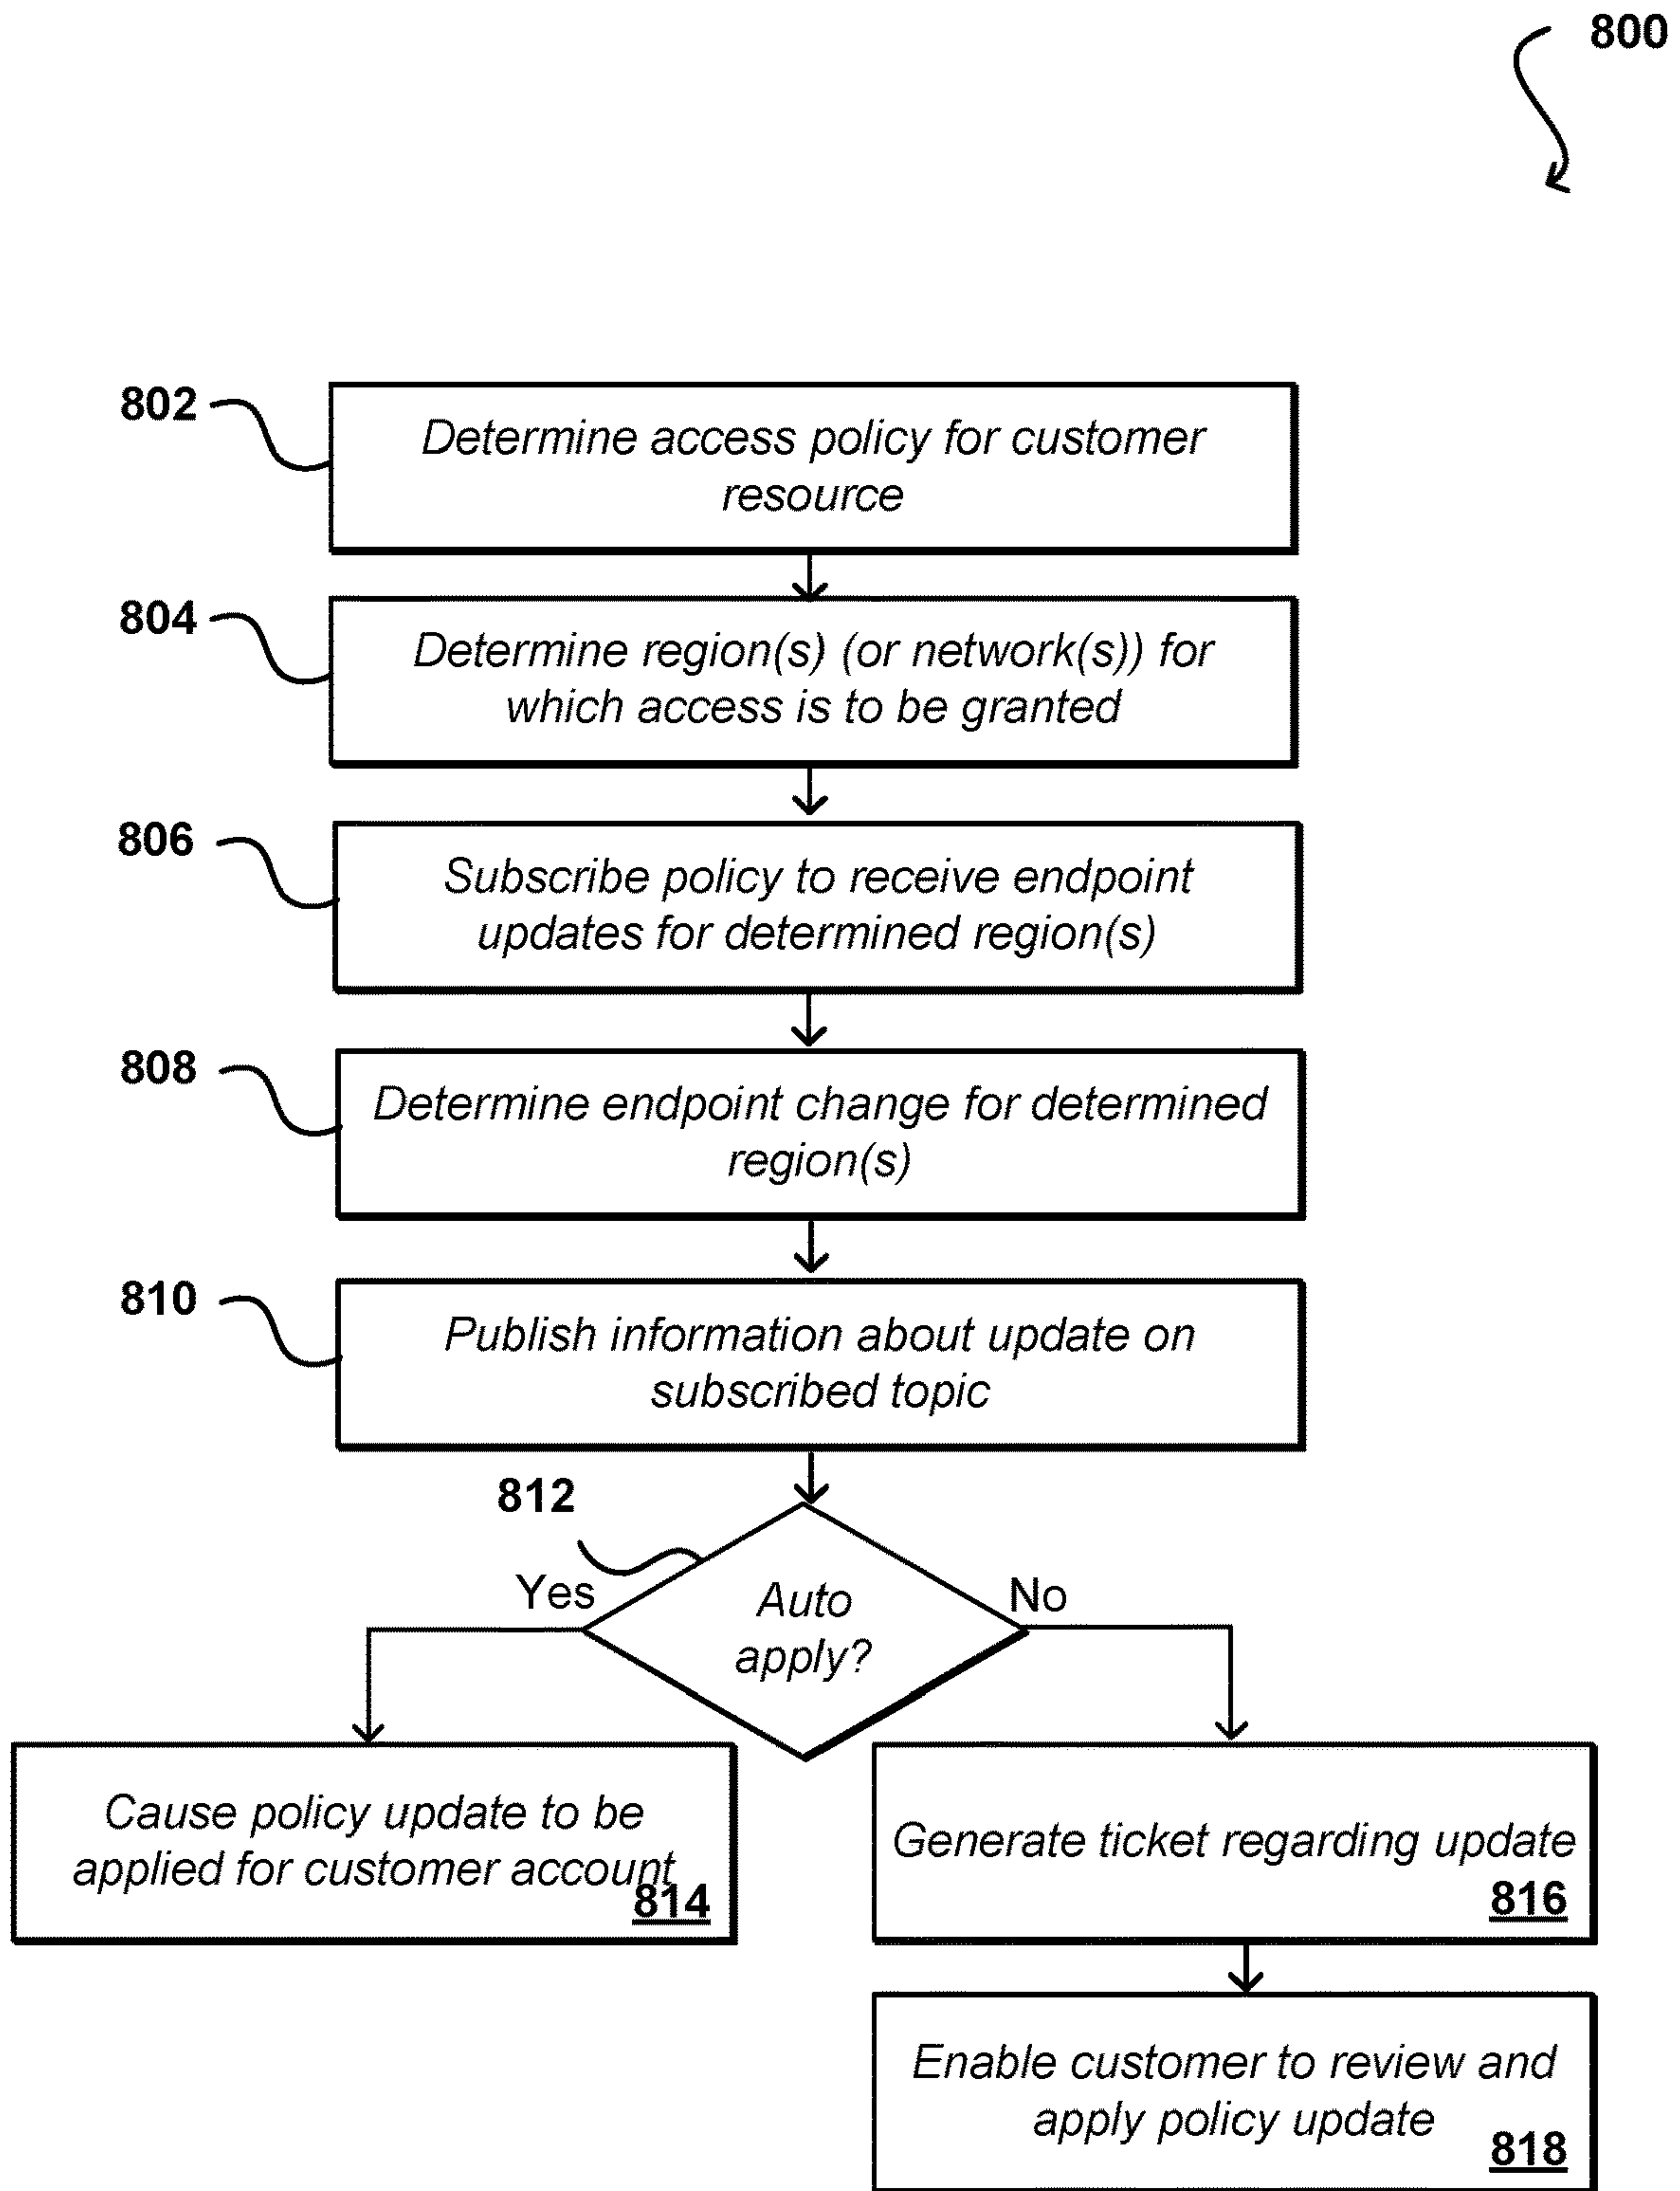 800
802
Determine access policy for customer
resource
804
Determine region(s) (or network(s)) for
which access is to be granted
806
Subscribe policy to receive endpoint
updates for determined region(s)
808
Determine endpoint change for determined
region(s)
810
Publish information about update on
subscribed topic
812
Yes
Auto
apply?
No
Cause policy update to be
applied for customer account
814
Generate ticket regarding update
816
Enable customer to review and
apply policy update
818